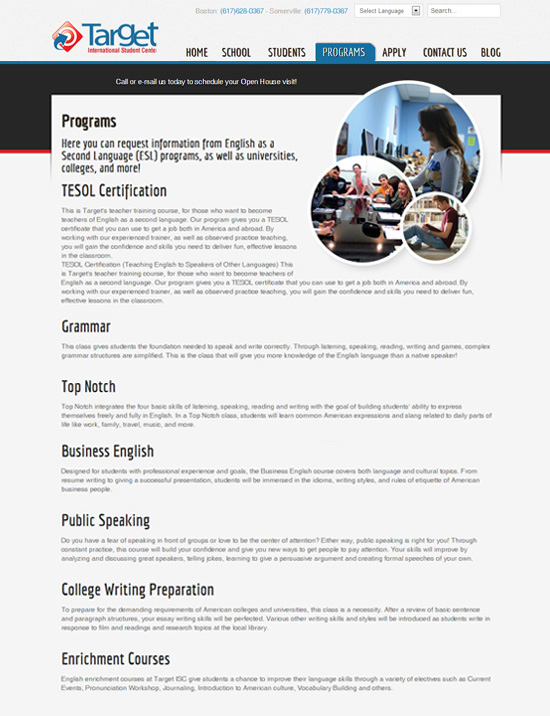 Boston: (617)628-0367 - Somerville: (617)779-0367
Select Language
Search...
Target
International Student Center
HOME SCHOOL STUDENTS PROGRAMS APPLY CONTACT US BLOG
Call or e-mail us today to schedule your Open House visit!
Programs
Here you can request information from English as a
Second Language (ESL) programs, as well as universities,
colleges, and more!
TESOL Certification
This is Target's teacher training course, for those who want to become
teachers of English as a second language. Our program gives you a TESOL
certificate that you can use to get a job both in America and abroad. By
working with our experienced trainer, as well as observed practice teaching,
you will gain the confidence and skills you need to deliver fun, effective lessons
in the classroom.
TESOL Certification (Teaching English to Speakers of Other Languages) This
is Target's teacher training course, for those who want to become teachers of
English as a second language. Our program gives you a TESOL certificate that you can use to get a job both in America and abroad. By
working with our experienced trainer, as well as observed practice teaching, you will gain the confidence and skills you need to deliver fun,
effective lessons in the classroom.
Grammar
This class gives students the foundation needed to speak and write correctly. Through listening, speaking, reading, writing and games, complex
grammar structures are simplified. This is the class that will give you more knowledge of the English language than a native speaker!
Top Notch
Top Notch integrates the four basic skills of listening, speaking, reading and writing with the goal of building students' ability to express
themselves freely and fully in English. In a Top Notch class, students will learn common American expressions and slang related to daily parts of
life like work, family, travel, music, and more.
Business English
Designed for students with professional experience and goals, the Business English course covers both language and cultural topics. From
resume writing to giving a successful presentation, students will be immersed in the idioms, writing styles, and rules of etiquette of American
business people.
Public Speaking
Do you have a fear of speaking in front of groups or love to be the center of attention? Either way, public speaking is right for you! Through
constant practice, this course will build your confidence and give you new ways to get people to pay attention. Your skills will improve by
analyzing and discussing great speakers, telling jokes, learning to give a persuasive argument and creating formal speeches of your own.
College Writing Preparation
To prepare for the demanding requirements of American colleges and universities, this class is a necessity. After a review of basic sentence
and paragraph structures, your essay writing skills will be perfected. Various other writing skills and styles will be introduced as students write in
response to film and readings and research topics at the local library.
Enrichment Courses
English enrichment courses at Target ISC give students a chance to improve their language skills through a variety of electives such as Current
Events, Pronunciation Workshop, Journaling, Introduction to American culture, Vocabulary Building and others.